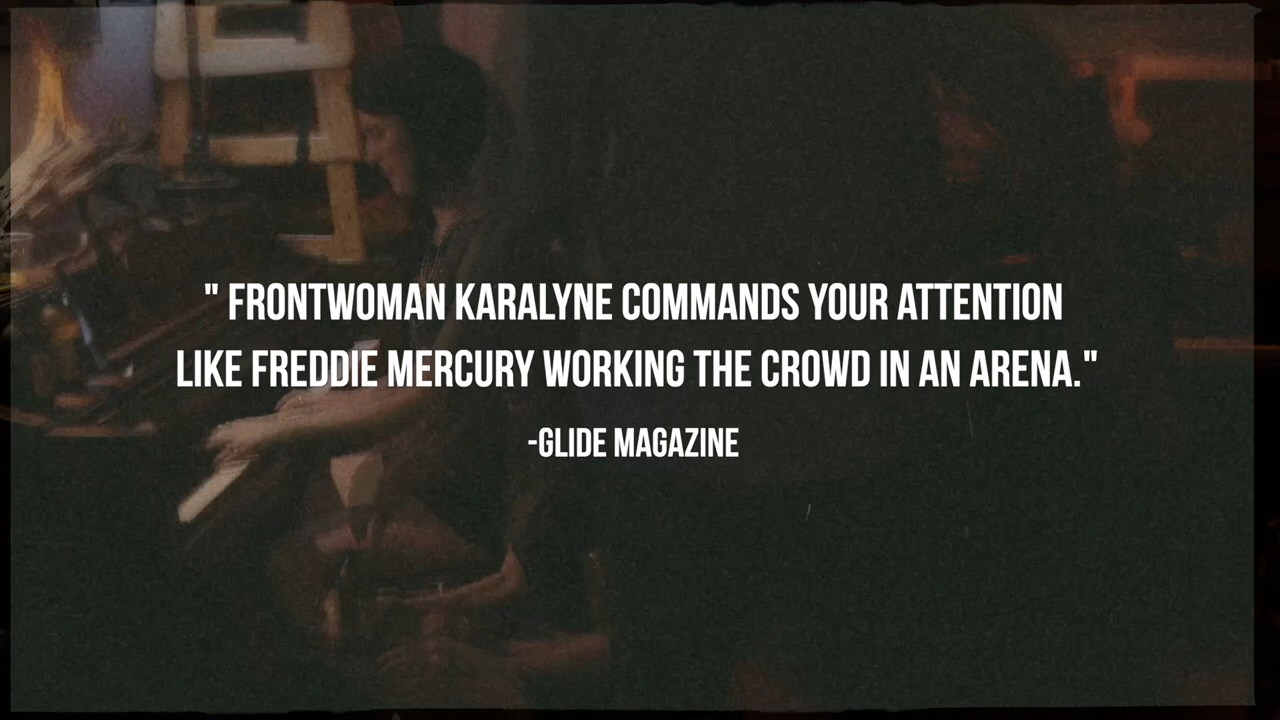 " FRONTWOMAN KARALYNE COMMANDS YOUR ATTENTION
LIKE FREDDIE MERCURY WORKING THE CROWD IN AN ARENA."
-GLIDE MAGAZINE